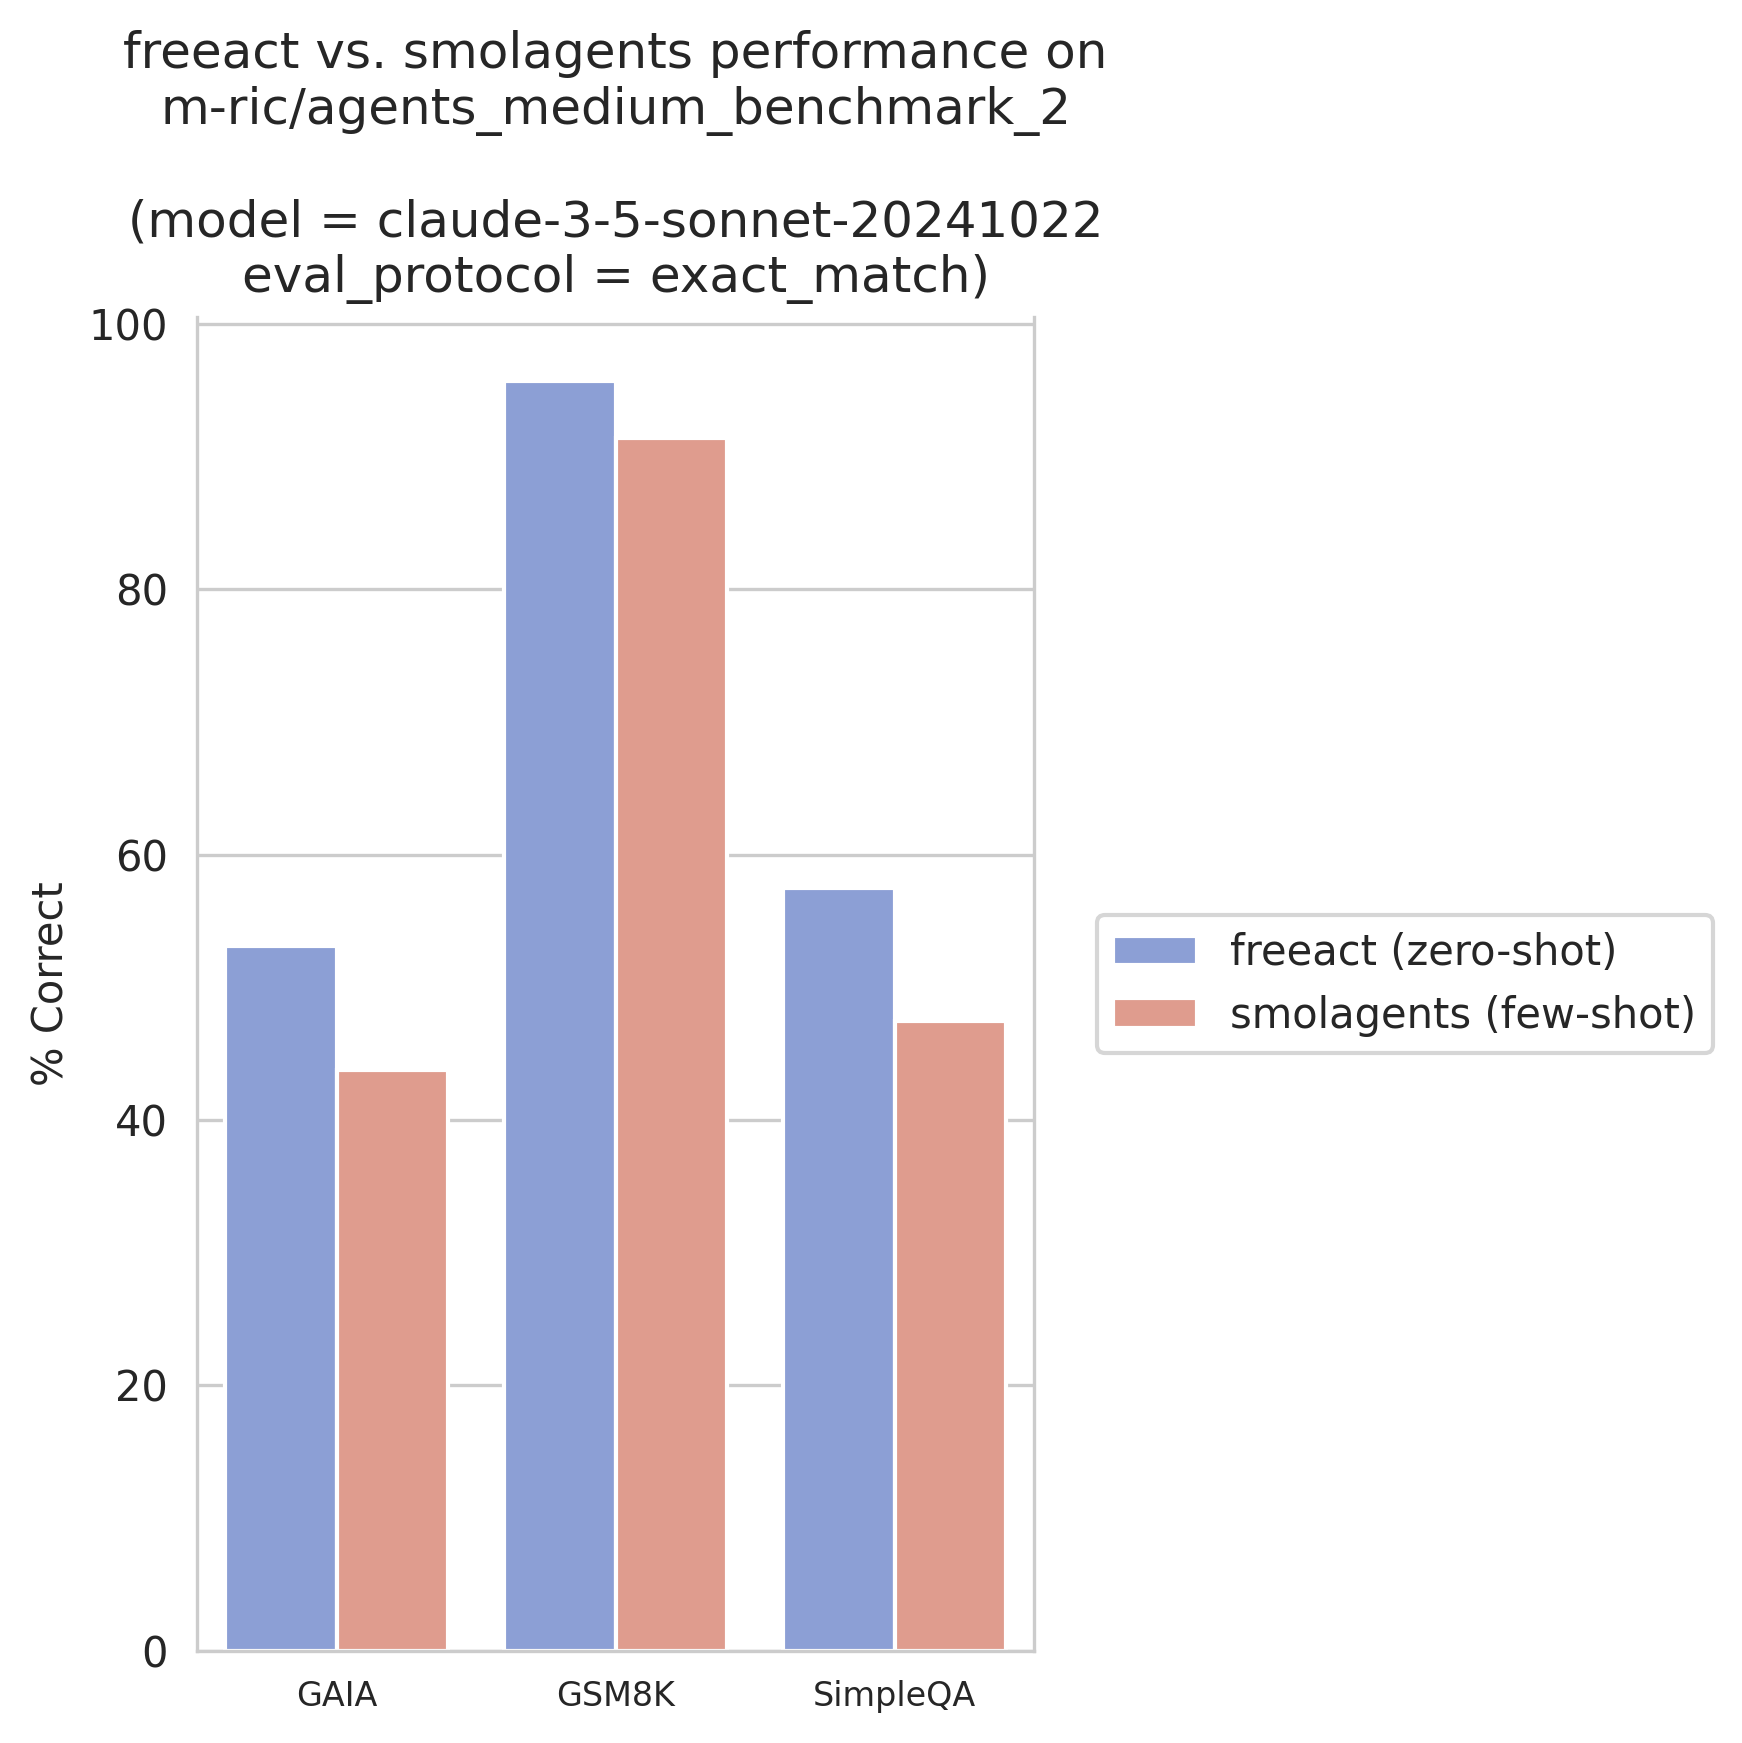 freeact vs. smolagents performance on
m-ric/agents_medium_benchmark_2
(model = claude-3-5-sonnet-20241022
eval_protocol = exact_match)
100
80
60
40
20
0
% Correct
GAIA
GSM8K
SimpleQA
freeact (zero-shot)
smolagents (few-shot)